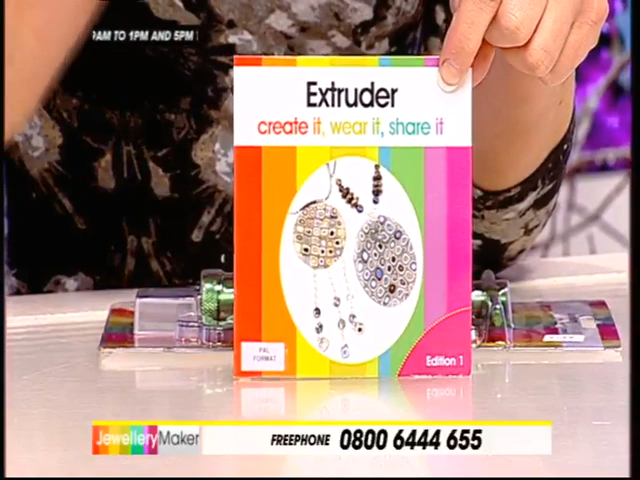 AM TO 1PM AND 5PM
Extruder
create it, wear it, share it
PAL
FORMAT
Edition 1
JewelleryMaker
FREEPHONE 0800 6444 655